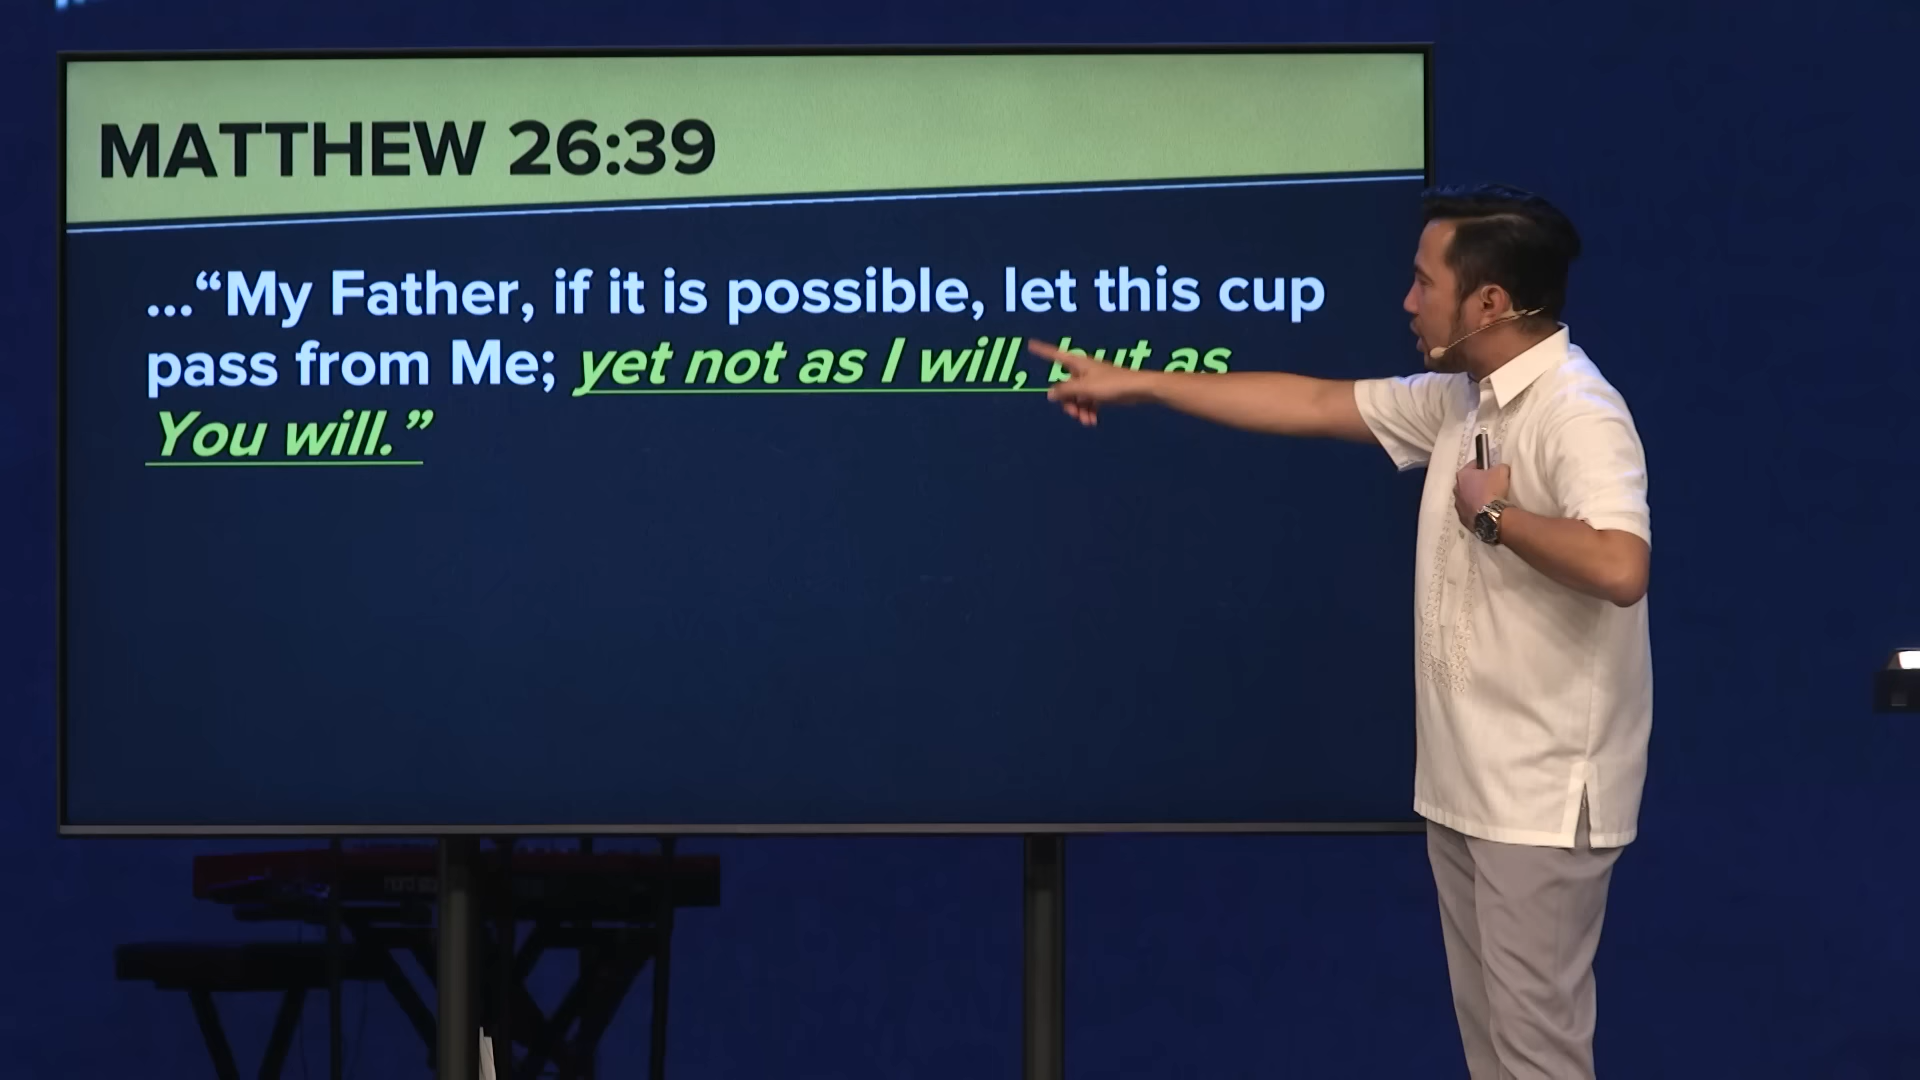 MATTHEW 26:39
...“My Father, if it is possible, let this cup
pass from Me; yet not as I will, but as
You will.”